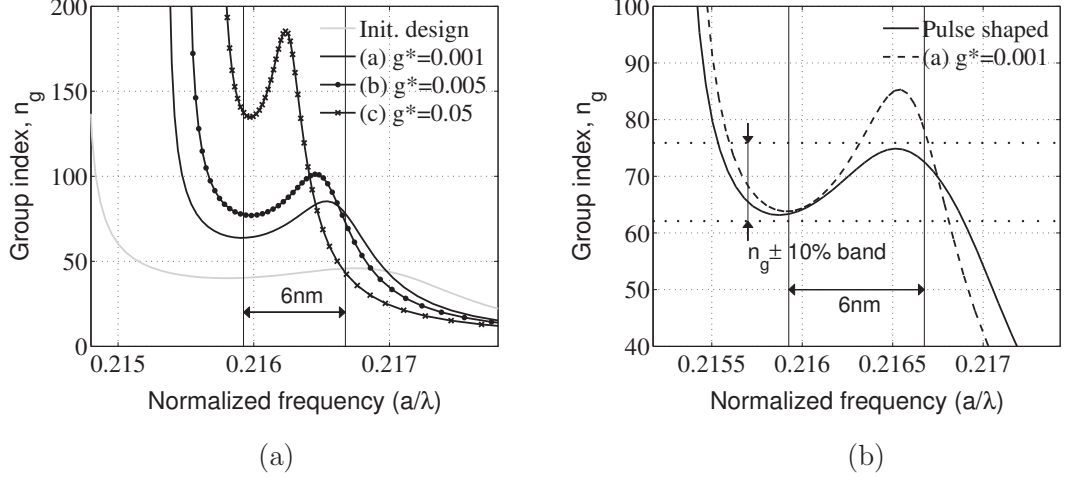 200
150
100
50
0
Group index, n_g
0.215
0.216
0.217
Normalized frequency (a/λ)
Init. design
(a) g*=0.001
(b) g*=0.005
(c) g*=0.05
6nm
(a)
100
90
80
70
60
50
40
Group index, n_g
0.2155
0.216
0.2165
0.217
Normalized frequency (a/λ)
Pulse shaped
(a) g*=0.001
n_g± 10% band
6nm
(b)